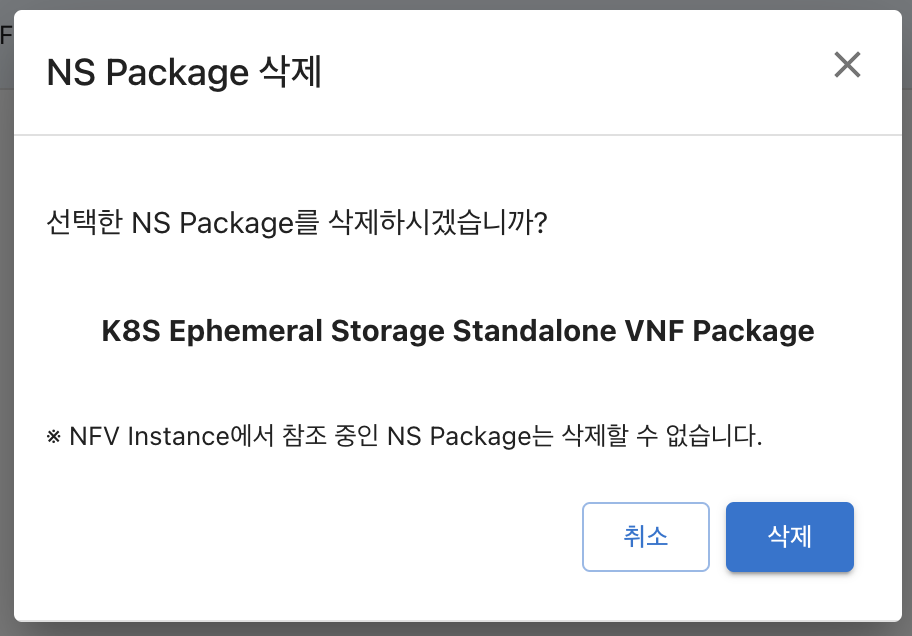 F
NS Package 삭제
선택한 NS Package를 삭제하시겠습니까?
K8S Ephemeral Storage Standalone VNF Package
※ NFV Instance에서 참조 중인 NS Package는 삭제할 수 없습니다.
취소
삭제